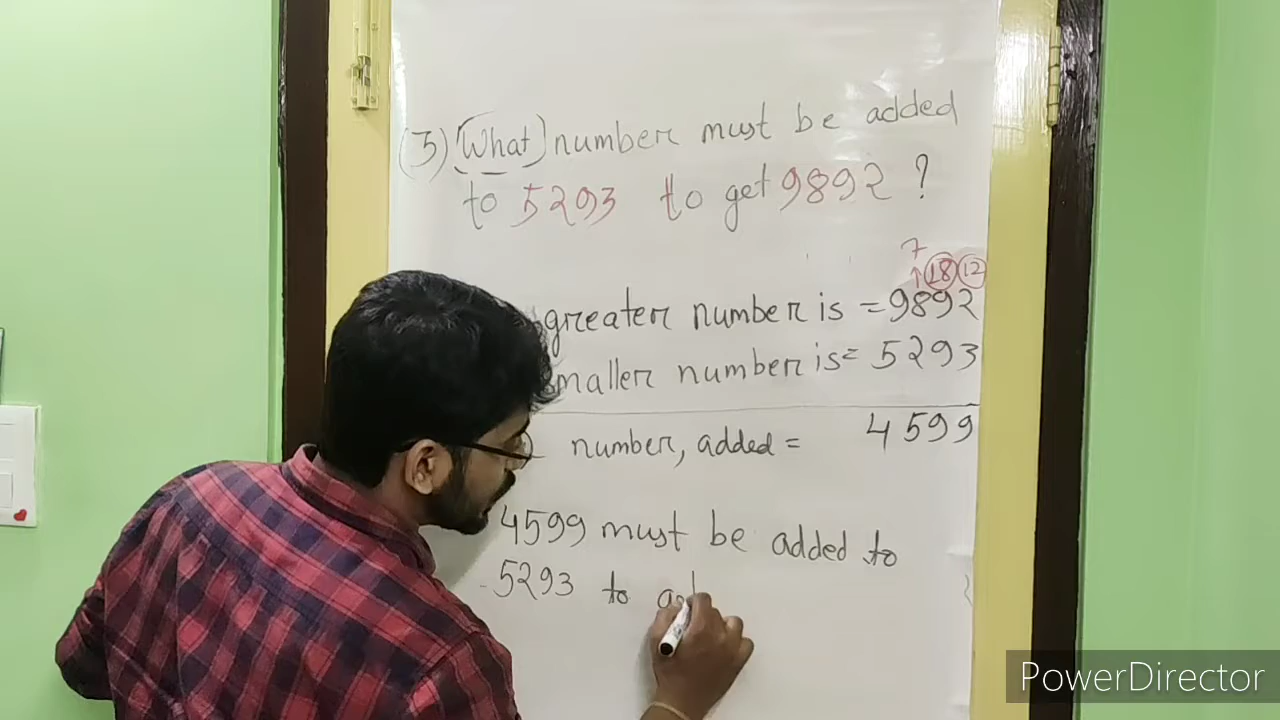 (3) (What) number must be added
to 5293 to get 9892 ?
7
18 12
greater number is = 9892
smaller number is = 5293
number, added = 4599
4599 must be added to
5293 to
PowerDirector